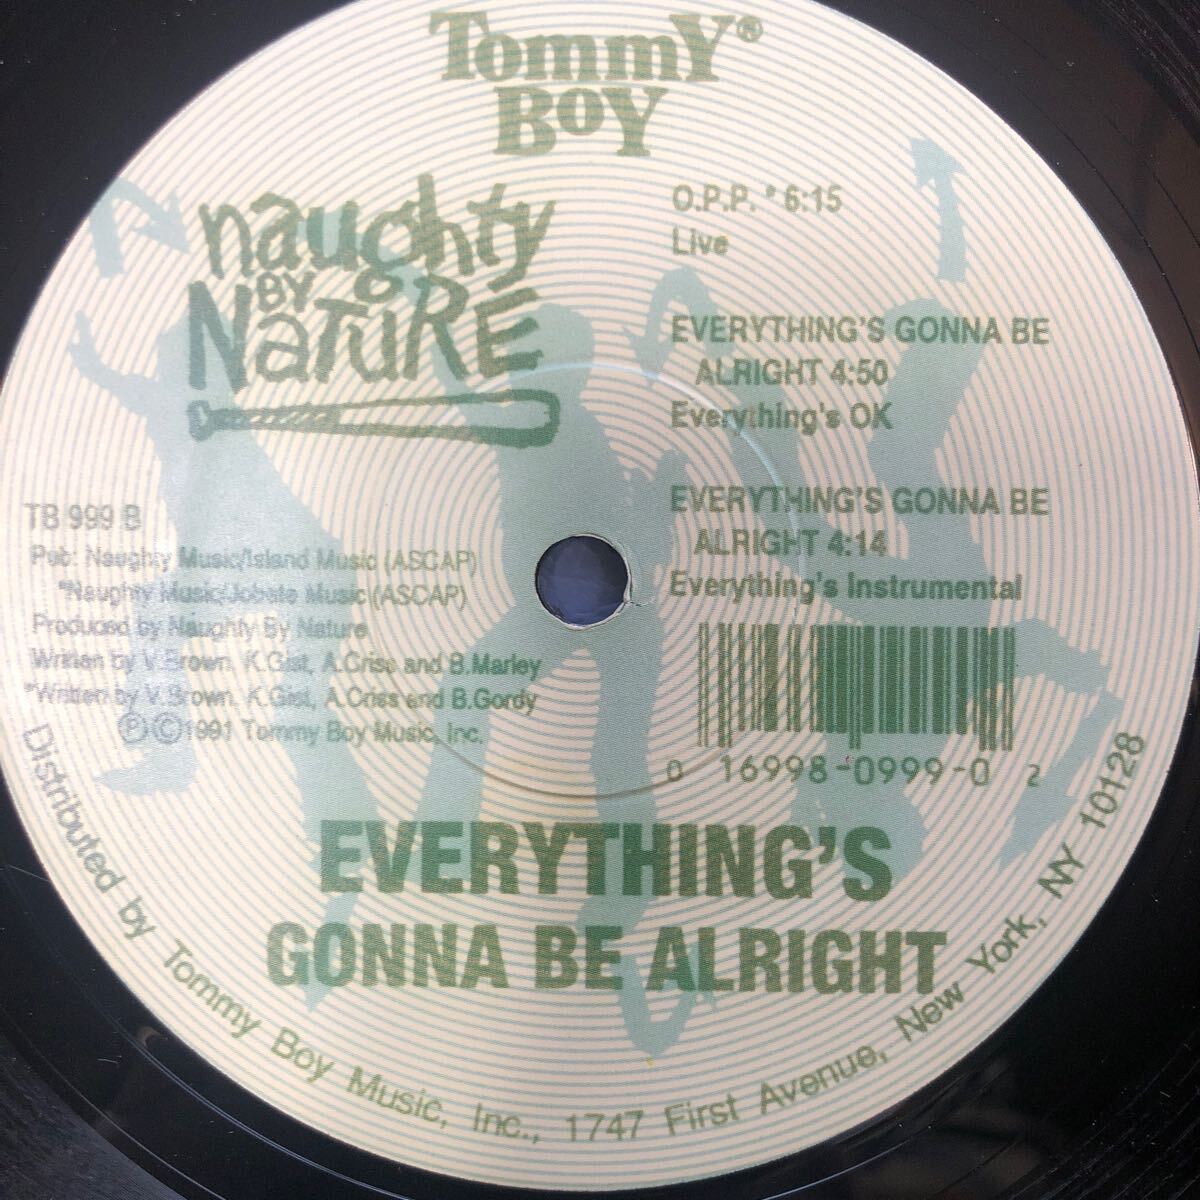 TommY®
BoY
naughty
BY
NaTURE
O.P.P. * 6:15
Live
EVERYTHING'S GONNA BE
ALRIGHT 4:50
Everything's OK
EVERYTHING'S GONNA BE
ALRIGHT 4:14
Everything's Instrumental
TB 999 B
Pub: Naughty Music/Island Music (ASCAP)
*Naughty Music/Jobete Music (ASCAP)
Produced by Naughty By Nature
Written by V.Brown, K.Gist, A.Criss and B.Marley
*Written by V.Brown, K.Gist, A.Criss and B.Gordy
Ⓟ©1991 Tommy Boy Music, Inc.
0 16998-0999-0 2
EVERYTHING'S
GONNA BE ALRIGHT
Distributed by Tommy Boy Music, Inc., 1747 First Avenue, New York, NY 10128